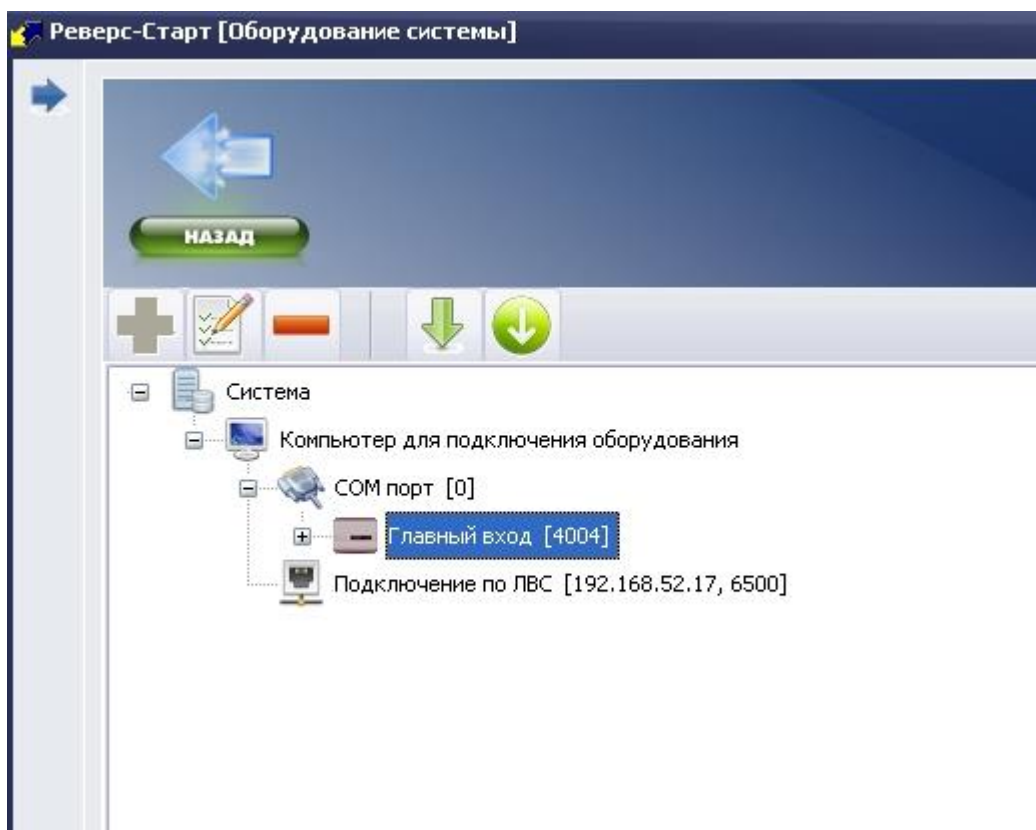 Реверс-Старт [Оборудование системы]
НАЗАД
Система
Компьютер для подключения оборудования
COM порт [0]
Главный вход [4004]
Подключение по ЛВС [192.168.52.17, 6500]